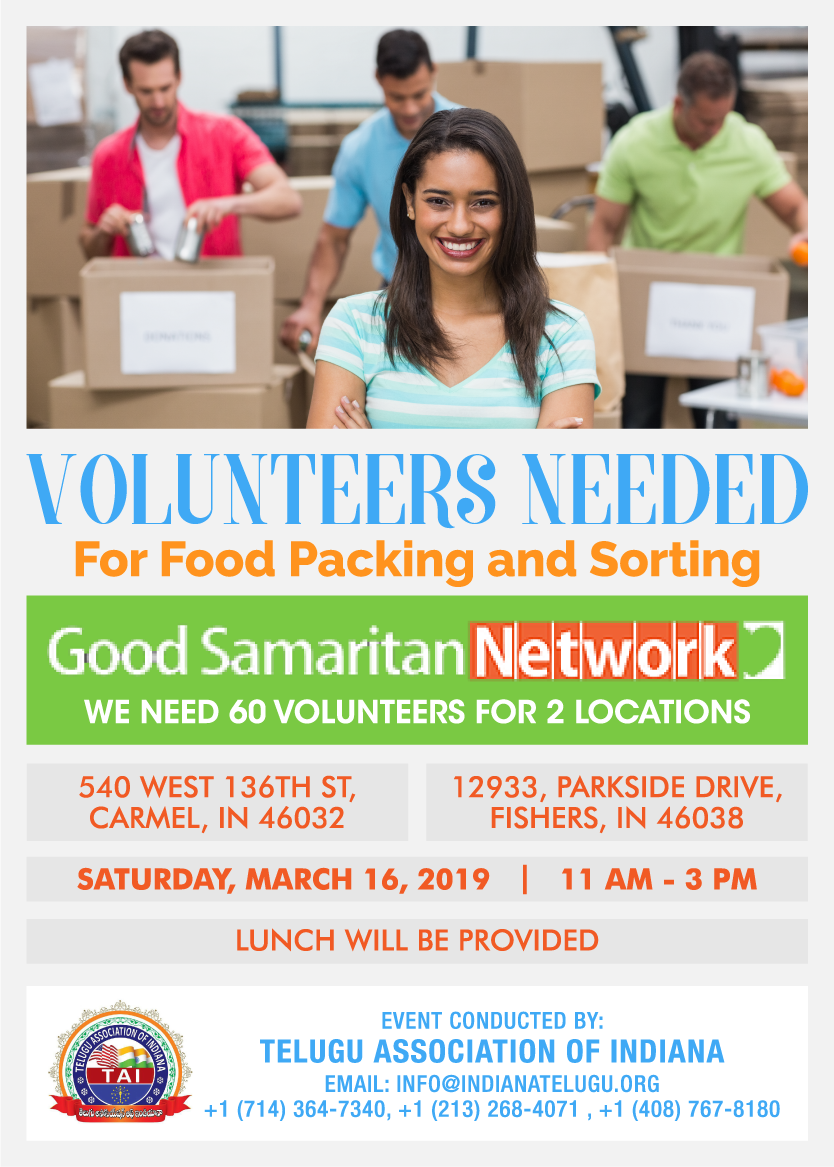 DONATIONS
THANK YOU
VOLUNTEERS NEEDED
For Food Packing and Sorting
Good Samaritan Network
WE NEED 60 VOLUNTEERS FOR 2 LOCATIONS
540 WEST 136TH ST,
CARMEL, IN 46032
12933, PARKSIDE DRIVE,
FISHERS, IN 46038
SATURDAY, MARCH 16, 2019 | 11 AM - 3 PM
LUNCH WILL BE PROVIDED
TELUGU ASSOCIATION OF INDIANA
TAI
EVENT CONDUCTED BY:
TELUGU ASSOCIATION OF INDIANA
EMAIL: INFO@INDIANATELUGU.ORG
+1 (714) 364-7340, +1 (213) 268-4071 , +1 (408) 767-8180